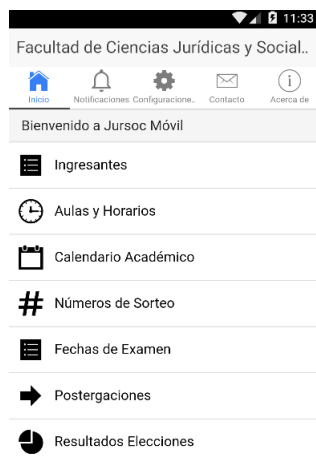 11:33
Facultad de Ciencias Jurídicas y Social..
Inicio
Notificaciones
Configuracione..
Contacto
Acerca de
Bienvenido a Jursoc Móvil
Ingresantes
Aulas y Horarios
Calendario Académico
Números de Sorteo
Fechas de Examen
Postergaciones
Resultados Elecciones